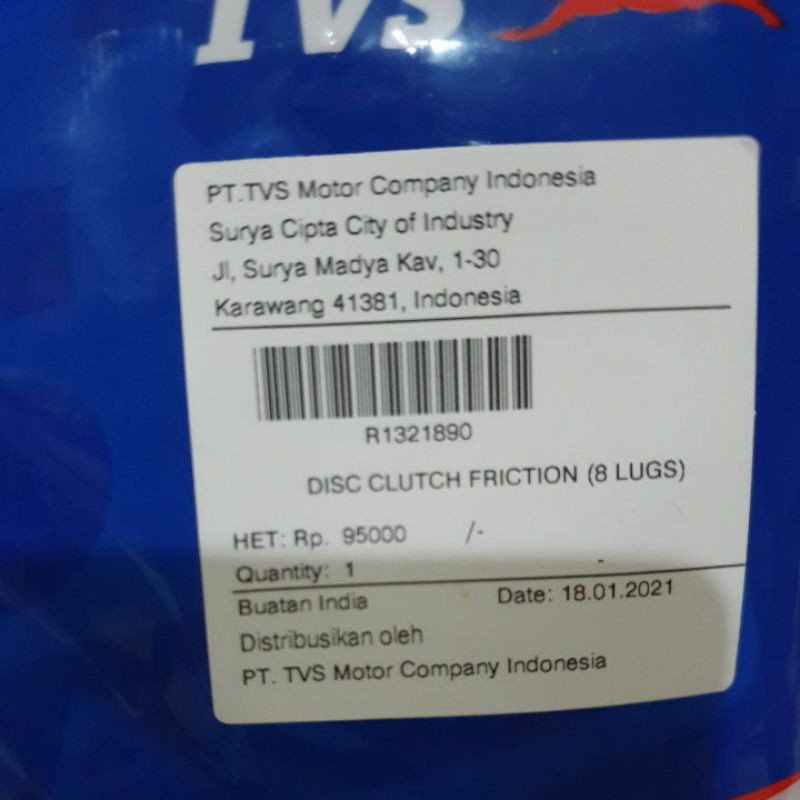 TVS
PT.TVS Motor Company Indonesia
Surya Cipta City of Industry
Jl, Surya Madya Kav, 1-30
Karawang 41381, Indonesia
R1321890
DISC CLUTCH FRICTION (8 LUGS)
HET: Rp. 95000 /-
Quantity: 1 -
Buatan India Date: 18.01.2021
Distribusikan oleh
PT. TVS Motor Company Indonesia